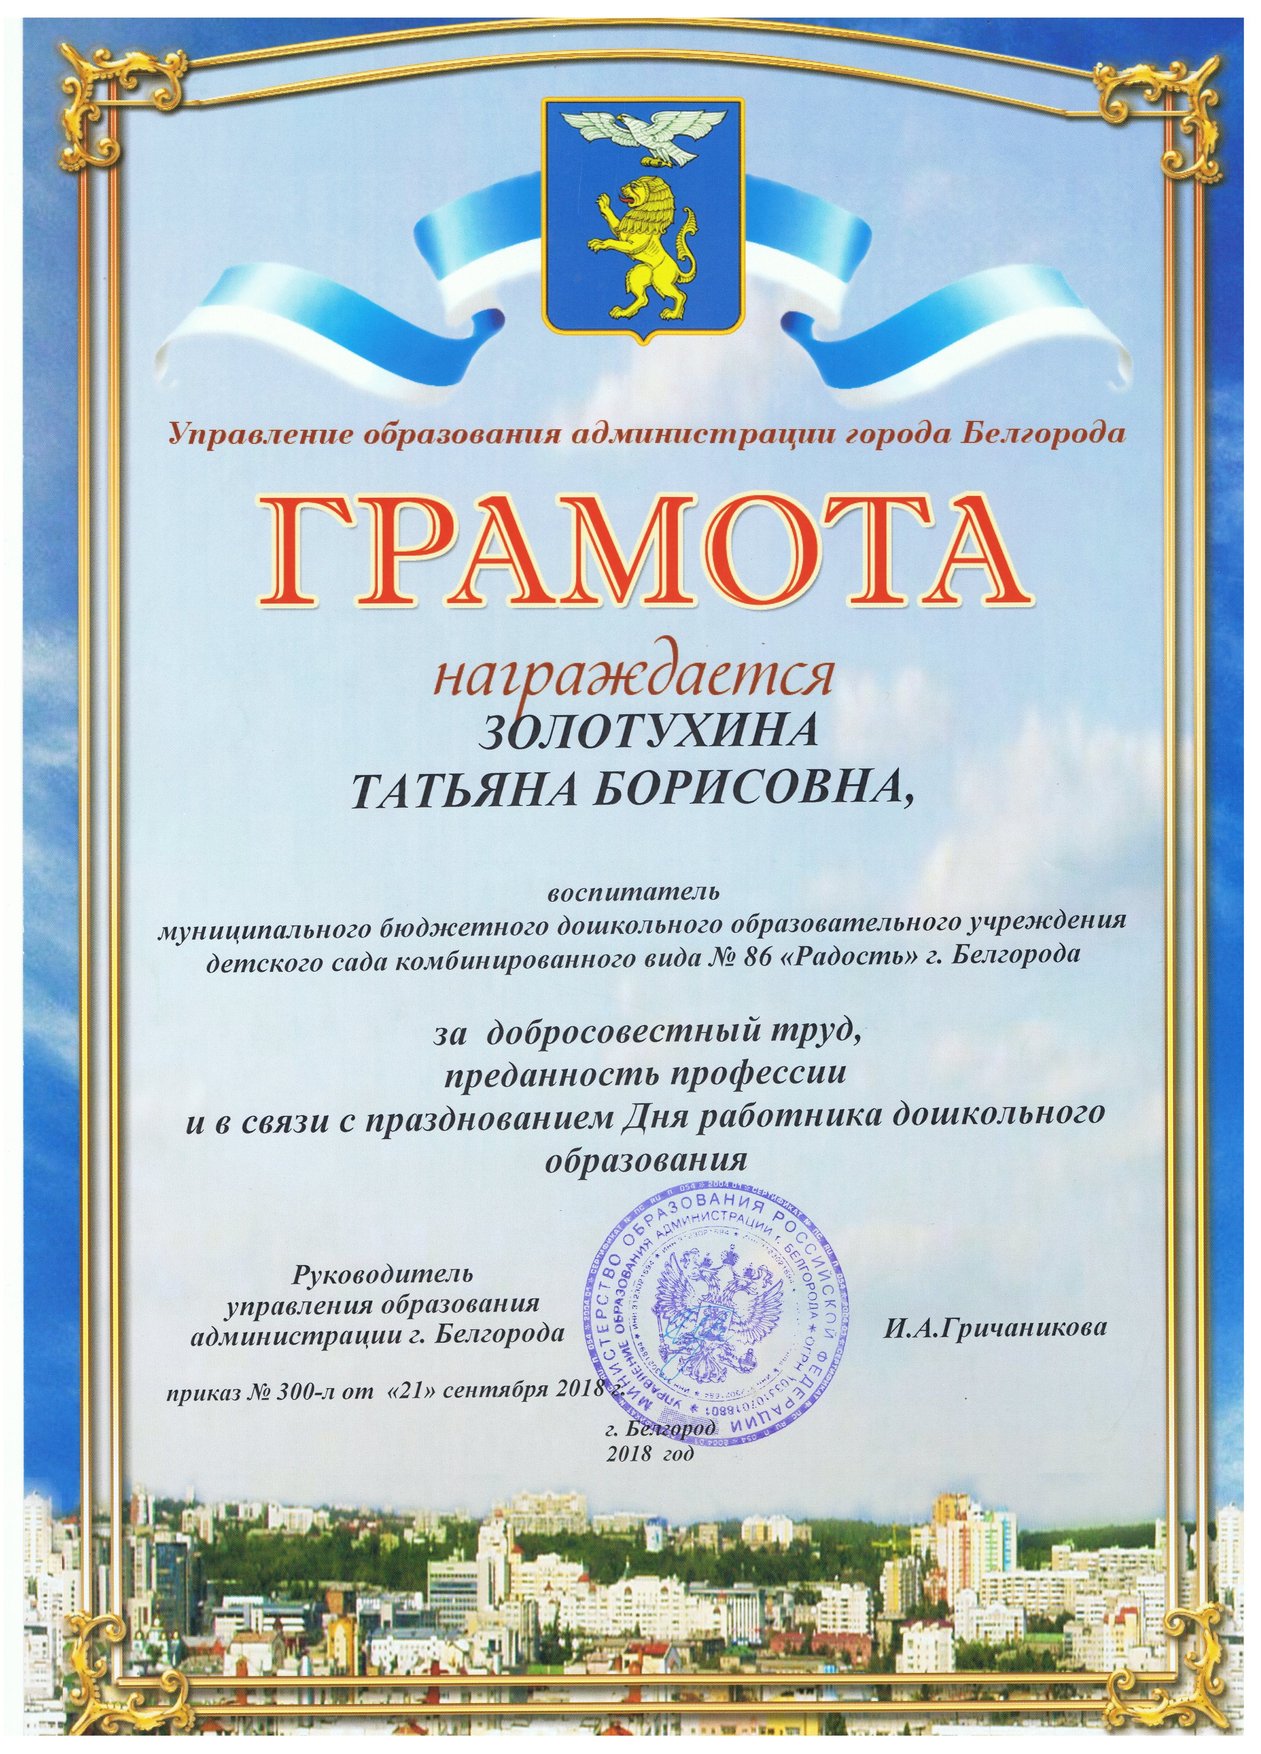 Управление образования администрации города Белгорода
ГРАМОТА
награждается
ЗОЛОТУХИНА
ТАТЬЯНА БОРИСОВНА,
воспитатель
муниципального бюджетного дошкольного образовательного учреждения
детского сада комбинированного вида № 86 «Радость» г. Белгорода
за добросовестный труд,
преданность профессии
и в связи с празднованием Дня работника дошкольного
образования
МИНИСТЕРСТВО ОБРАЗОВАНИЯ РОССИЙСКОЙ ФЕДЕРАЦИИ
УПРАВЛЕНИЕ ОБРАЗОВАНИЯ АДМИНИСТРАЦИИ Г. БЕЛГОРОДА
Руководитель
управления образования
администрации г. Белгорода
И.А.Гричаникова
приказ № 300-л от «21» сентября 2018 г.
г. Белгород
2018 год